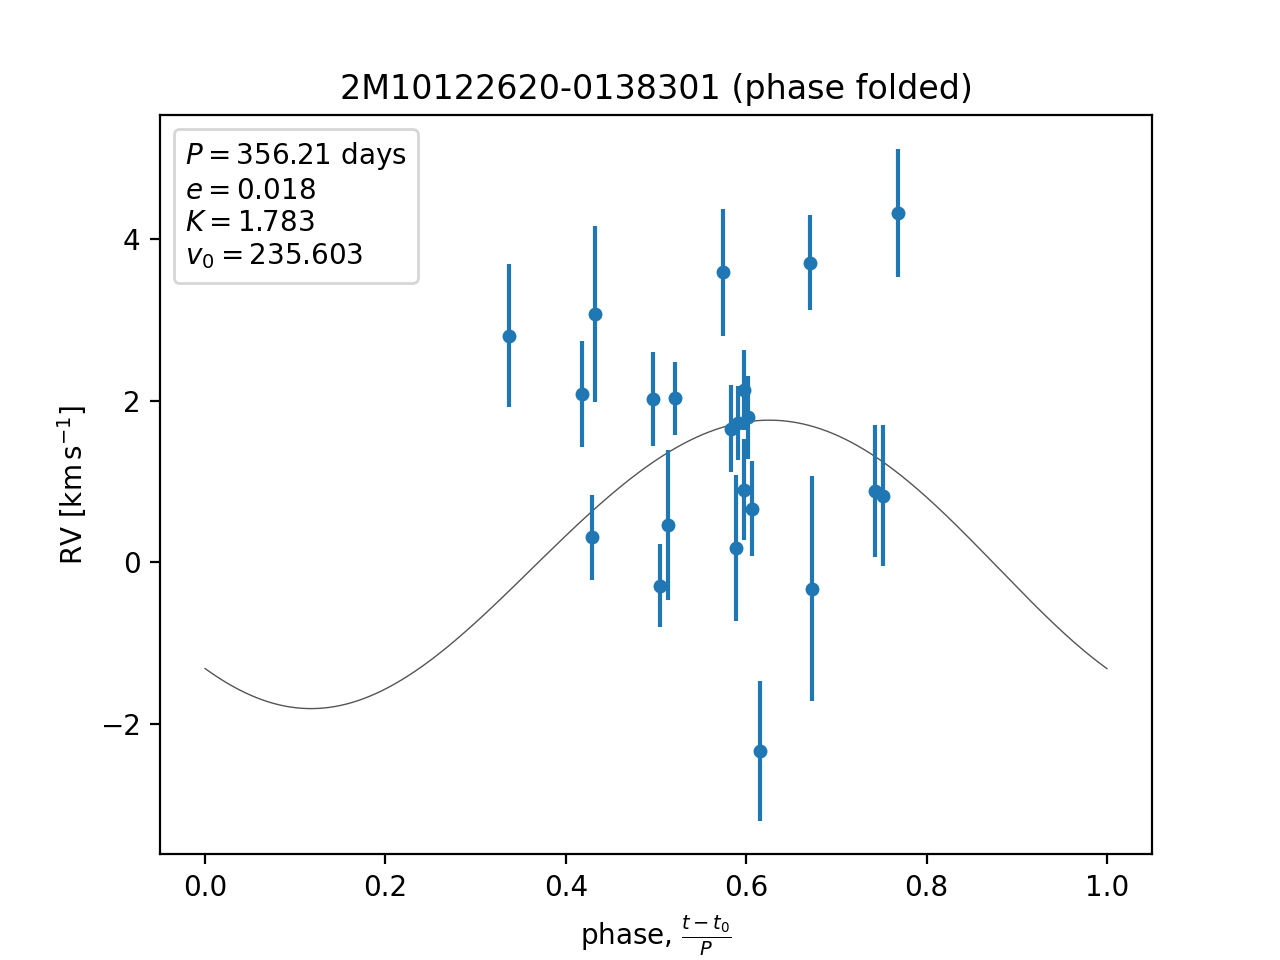 2M10122620-0138301 (phase folded)
P = 356.21 days
e = 0.018
K = 1.783
v₀ = 235.603
4
2
0
−2
RV [km s⁻¹]
0.0 0.2 0.4 0.6 0.8 1.0
phase, (t − t₀)/P